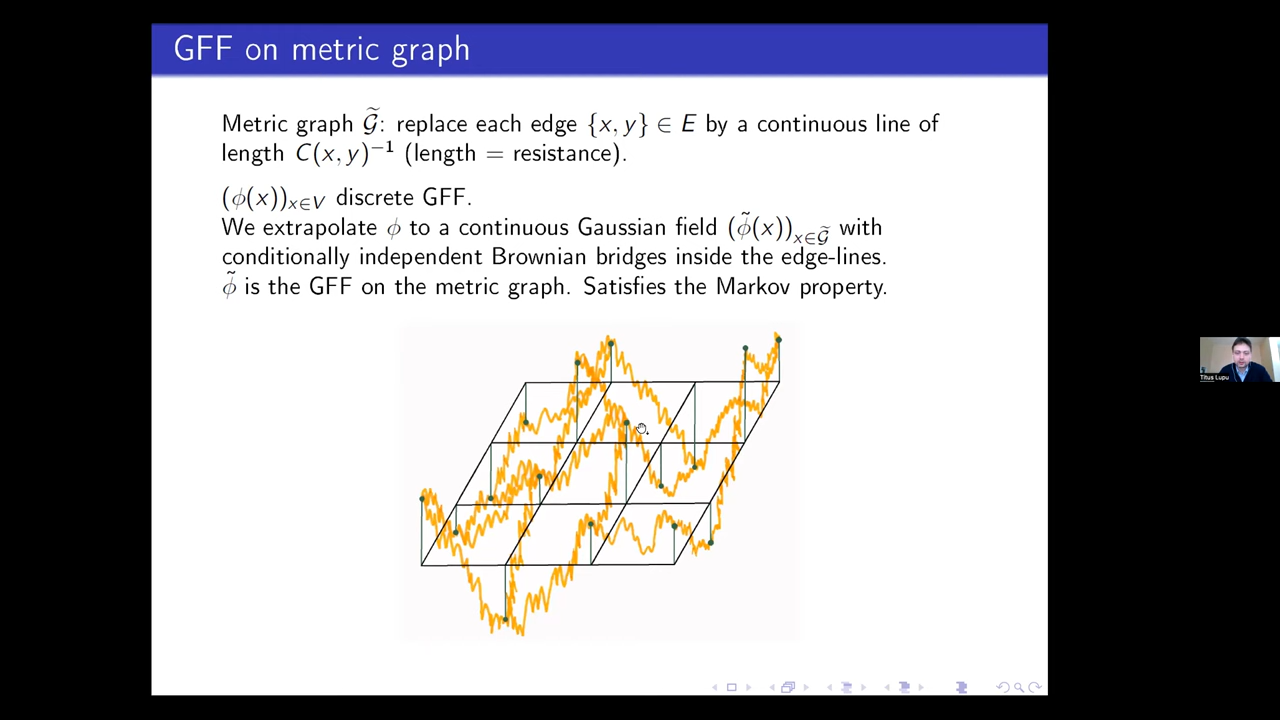 GFF on metric graph
Metric graph G̃: replace each edge {x, y} ∈ E by a continuous line of
length C(x, y)⁻¹ (length = resistance).
(ϕ(x))ₓ∈V discrete GFF.
We extrapolate ϕ to a continuous Gaussian field (ϕ̃(x))ₓ∈G̃ with
conditionally independent Brownian bridges inside the edge-lines.
ϕ̃ is the GFF on the metric graph. Satisfies the Markov property.
Titus Lupu